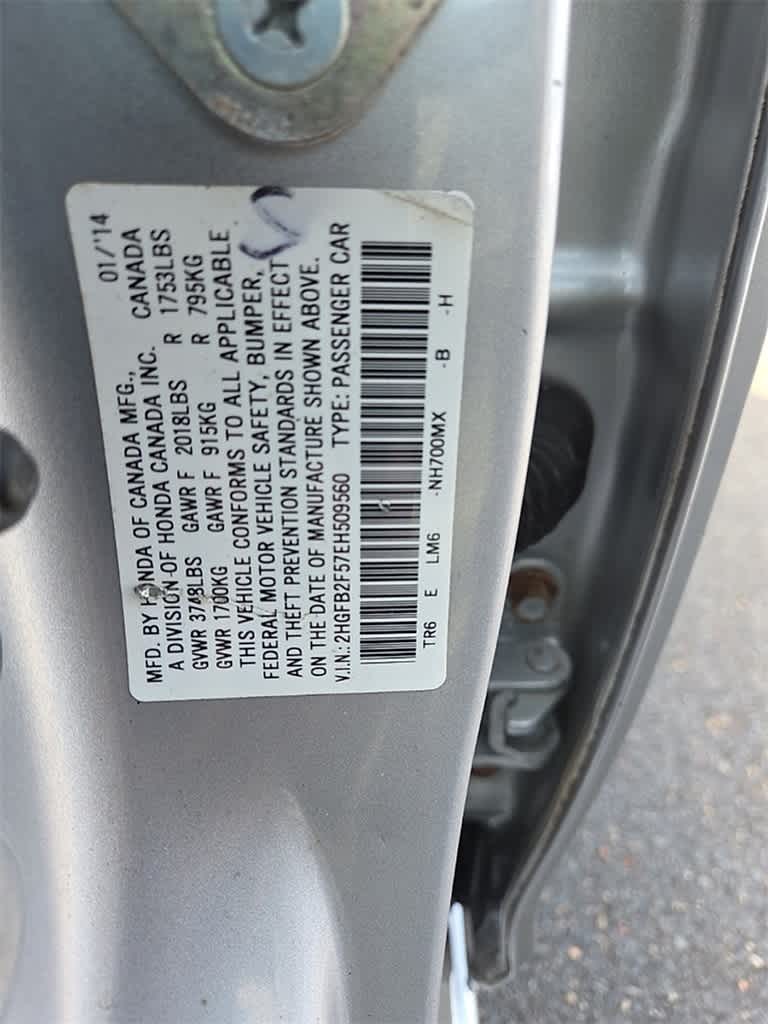 01/'14
MFD. BY HONDA OF CANADA MFG.,
A DIVISION OF HONDA CANADA INC. CANADA
GVWR 3748LBS GAWR F 2018LBS R 1753LBS
GVWR 1700KG GAWR F 915KG R 795KG
THIS VEHICLE CONFORMS TO ALL APPLICABLE
FEDERAL MOTOR VEHICLE SAFETY, BUMPER,
AND THEFT PREVENTION STANDARDS IN EFFECT
ON THE DATE OF MANUFACTURE SHOWN ABOVE.
V.I.N.: 2HGFB2F57EH509560 TYPE: PASSENGER CAR
TR6 E LM6 -NH700MX -B -H